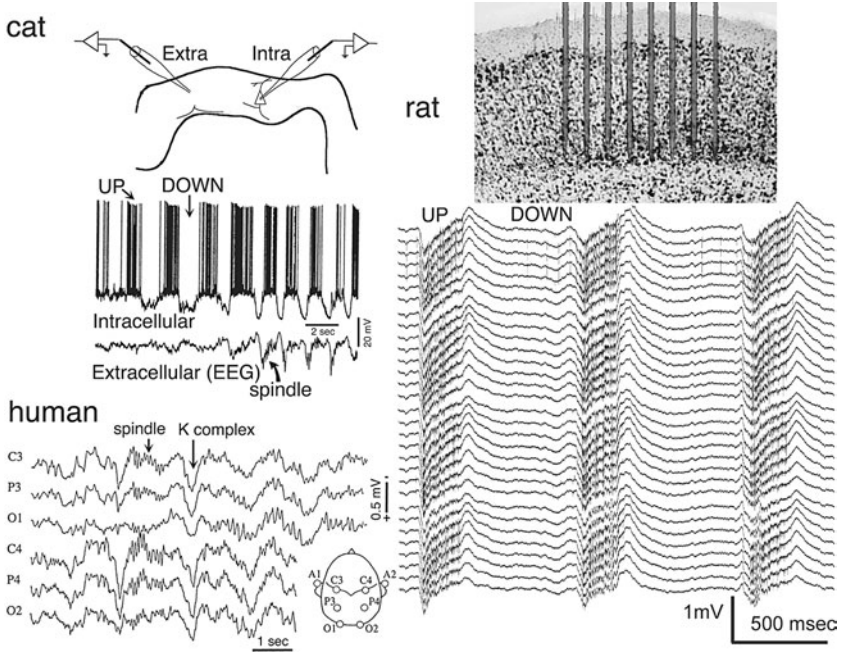 cat
Extra
Intra
UP
DOWN
Intracellular
2 sec
20 mV
Extracellular (EEG)
spindle
human
spindle
K complex
C3
P3
O1
C4
P4
O2
0.5 mV
+
1 sec
A1
C3
C4
A2
P3
P4
O1
O2
rat
UP
DOWN
1mV
500 msec